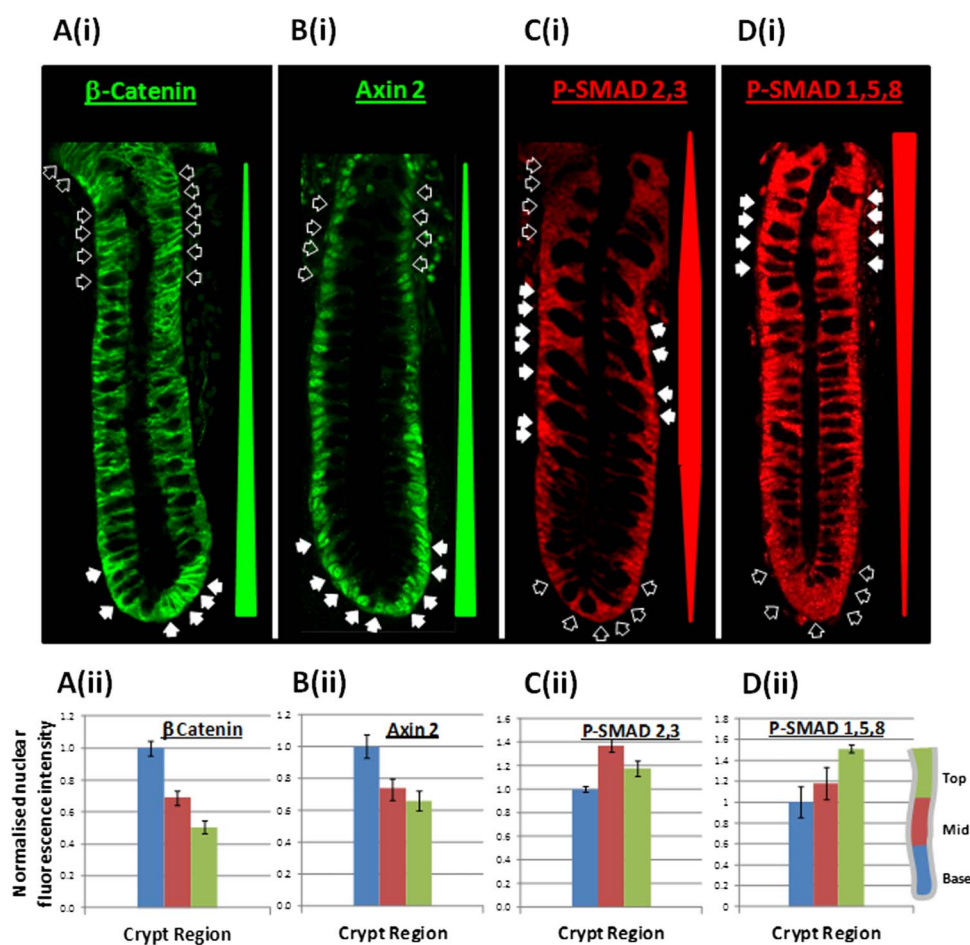 A(i)
B(i)
C(i)
D(i)
β-Catenin
Axin 2
P-SMAD 2,3
P-SMAD 1,5,8
A(ii)
B(ii)
C(ii)
D(ii)
Normalised nuclear
fluorescence intensity
β Catenin
1.2
1.0
0.8
0.6
0.4
0.2
0.0
Axin 2
1.2
1.0
0.8
0.6
0.4
0.2
0.0
P-SMAD 2,3
1.6
1.4
1.2
1.0
0.8
0.6
0.4
0.2
0.0
P-SMAD 1,5,8
1.8
1.6
1.4
1.2
1
0.8
0.6
0.4
0.2
0
Top
Mid
Base
Crypt Region
Crypt Region
Crypt Region
Crypt Region